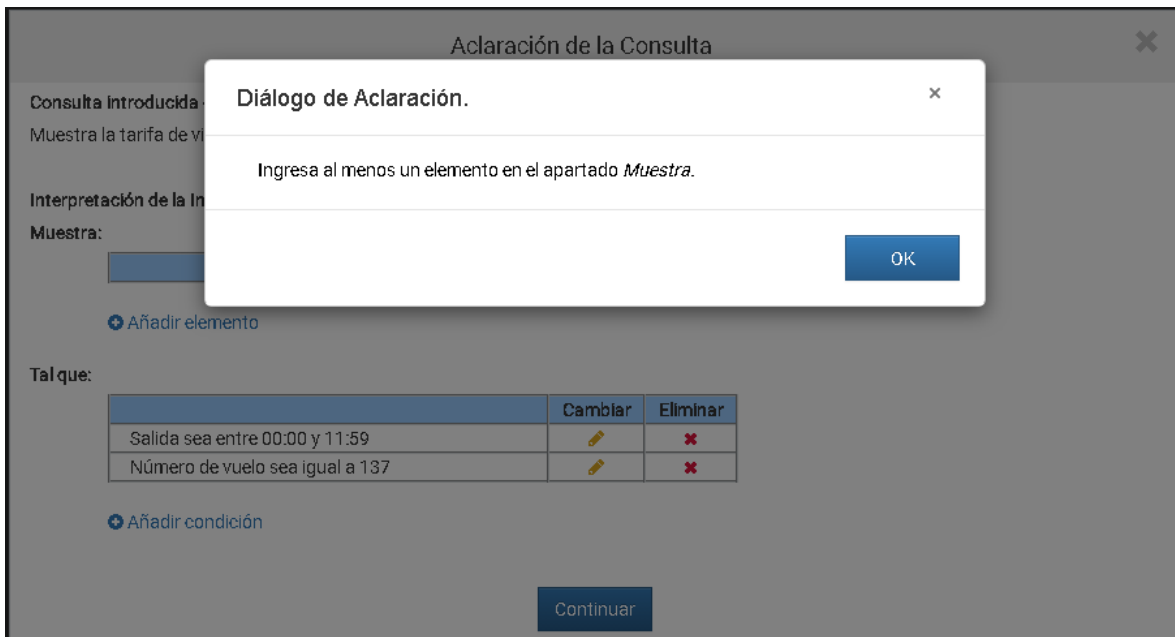 Aclaración de la Consulta
Diálogo de Aclaración.
Consulta introducida
Muestra la tarifa de
Ingresa al menos un elemento en el apartado Muestra.
Interpretación de la
Muestra:
OK
Añadir elemento
Tal que:
Cambiar Eliminar
Salida sea entre 00:00 y 11:59
Número de vuelo sea igual a 137
Añadir condición
Continuar